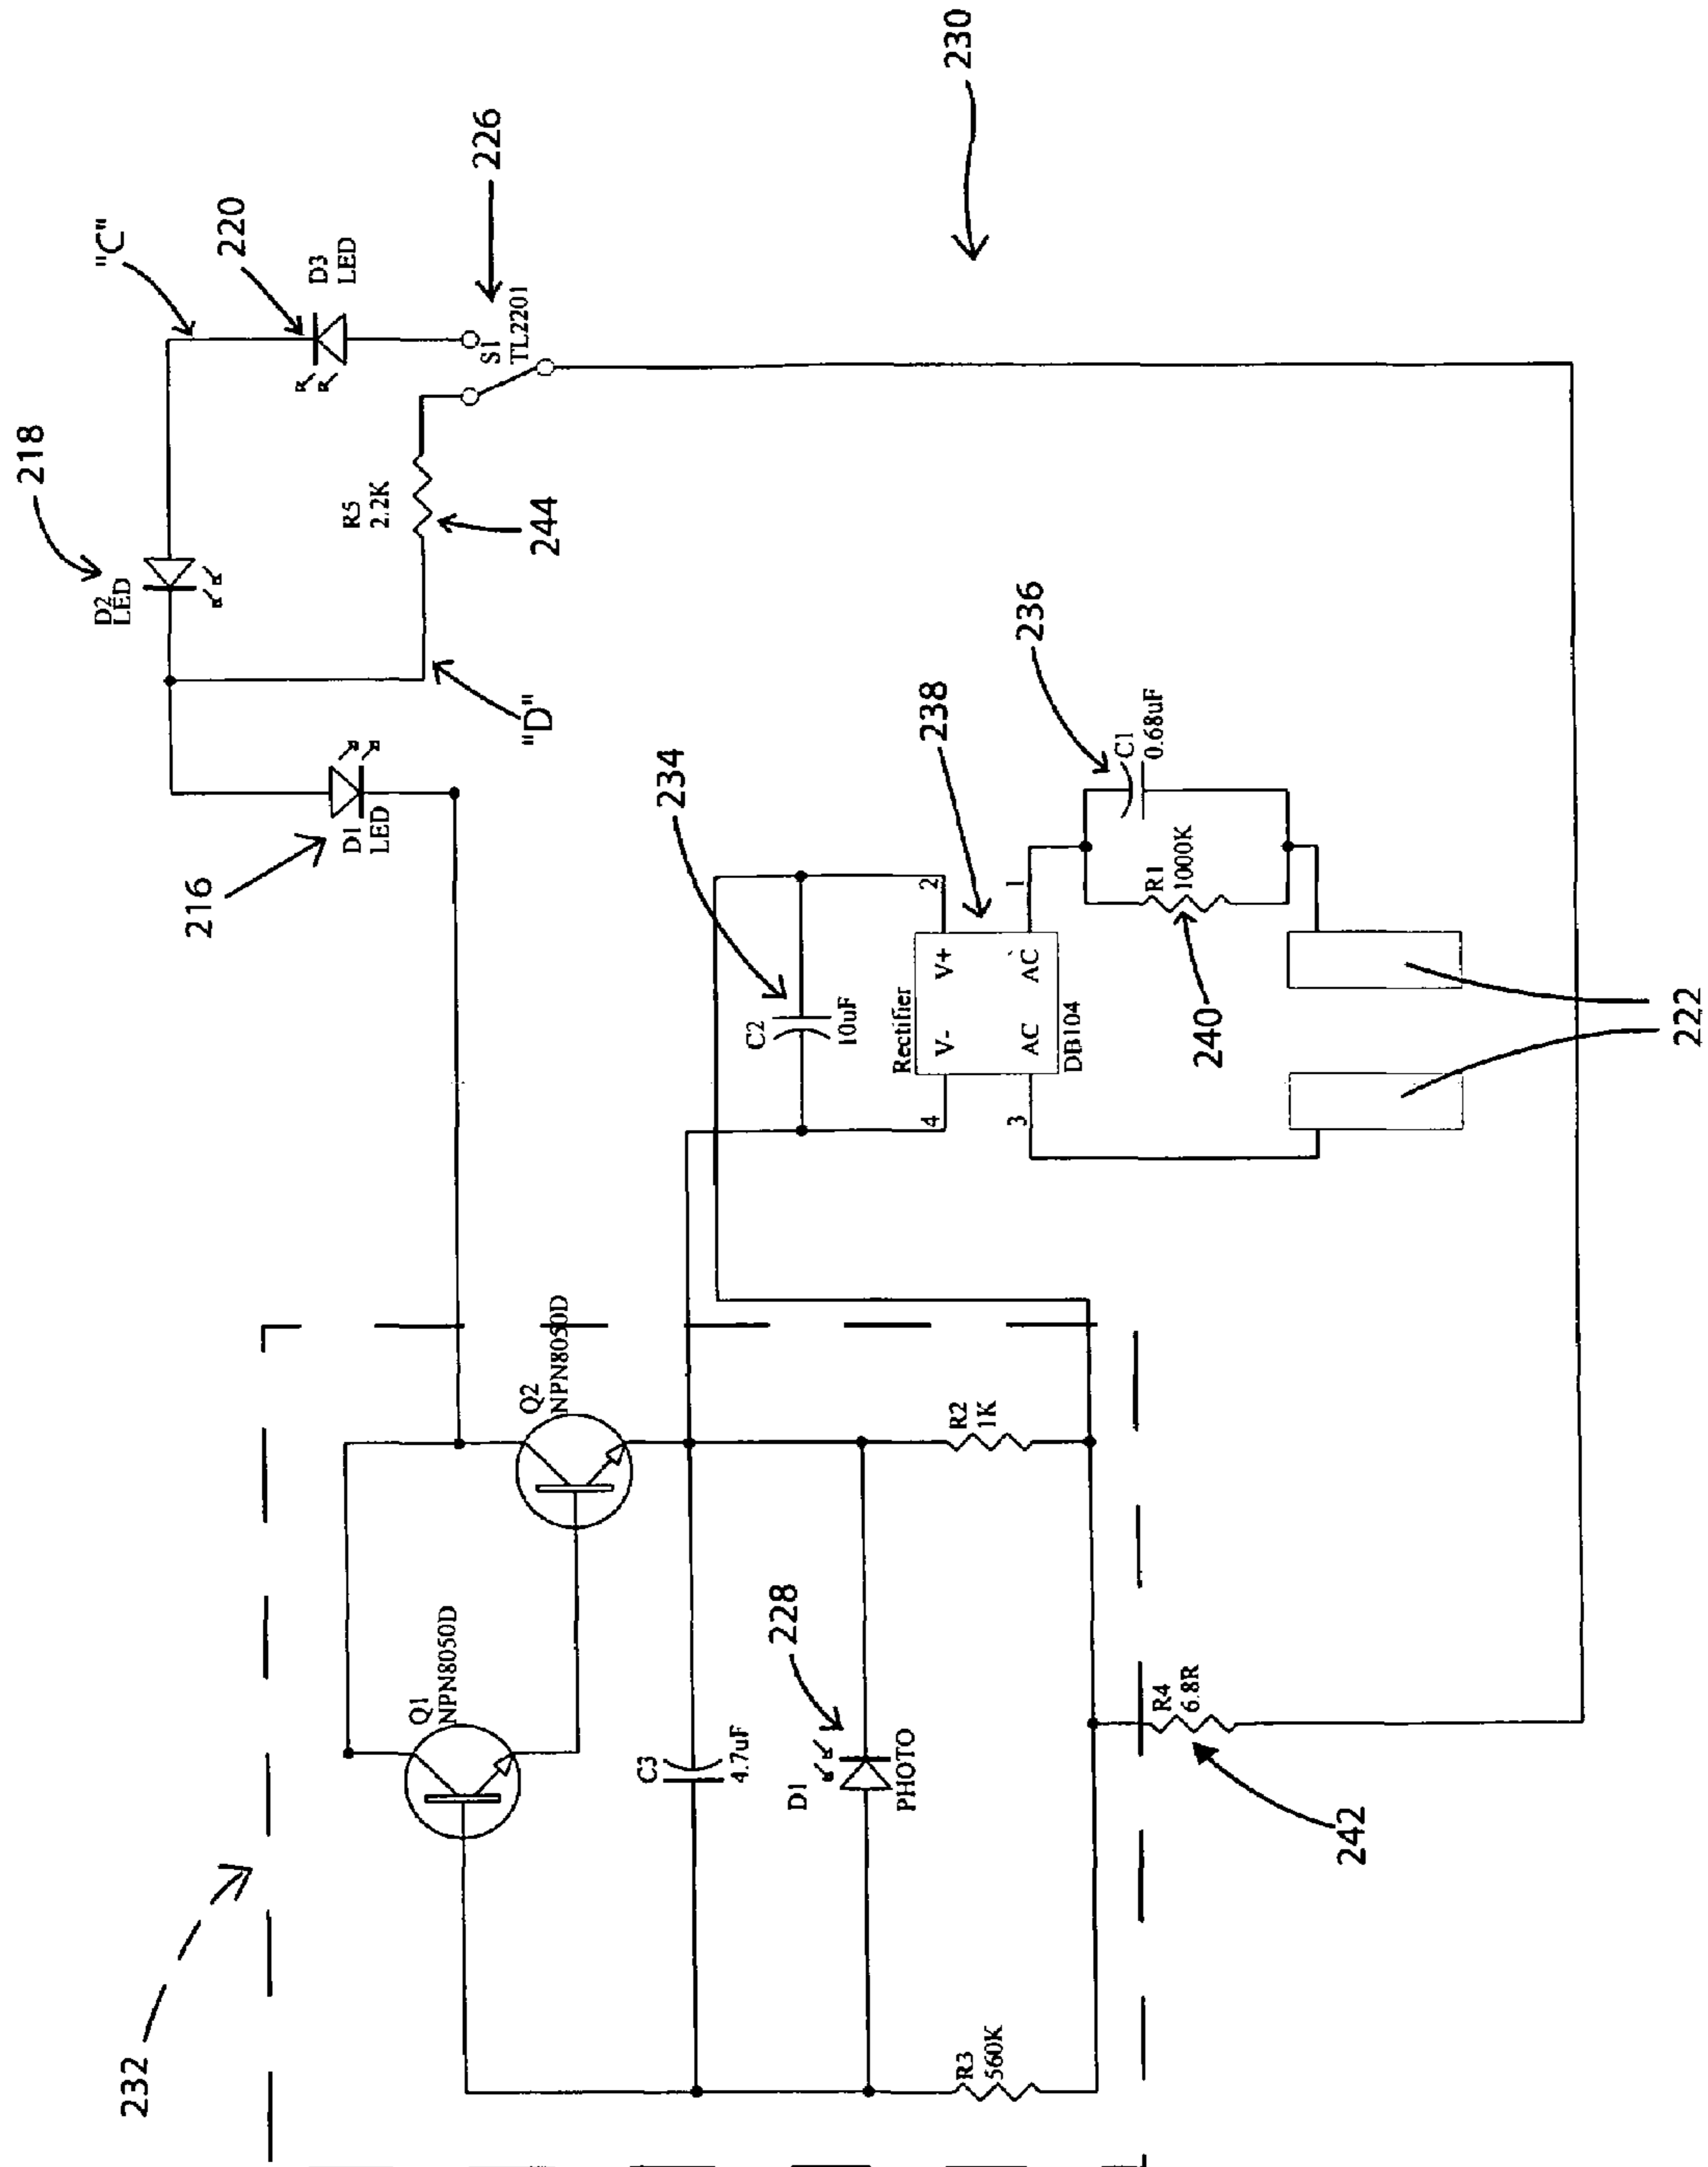 230
226
"C"
220
D3
LED
S1
TL2201
218
D2
LED
R5
2.2K
244
"D"
216
D1
LED
234
C2
10uF
236
C1
0.68uF
238
Rectifier
V-
V+
AC
AC
DB104
4
2
3
1
R1
1000K
240
222
232
Q1
NPN8050D
Q2
NPN8050D
C3
4.7uF
228
D1
PHOTO
R2
1K
R3
560K
R4
6.8R
242